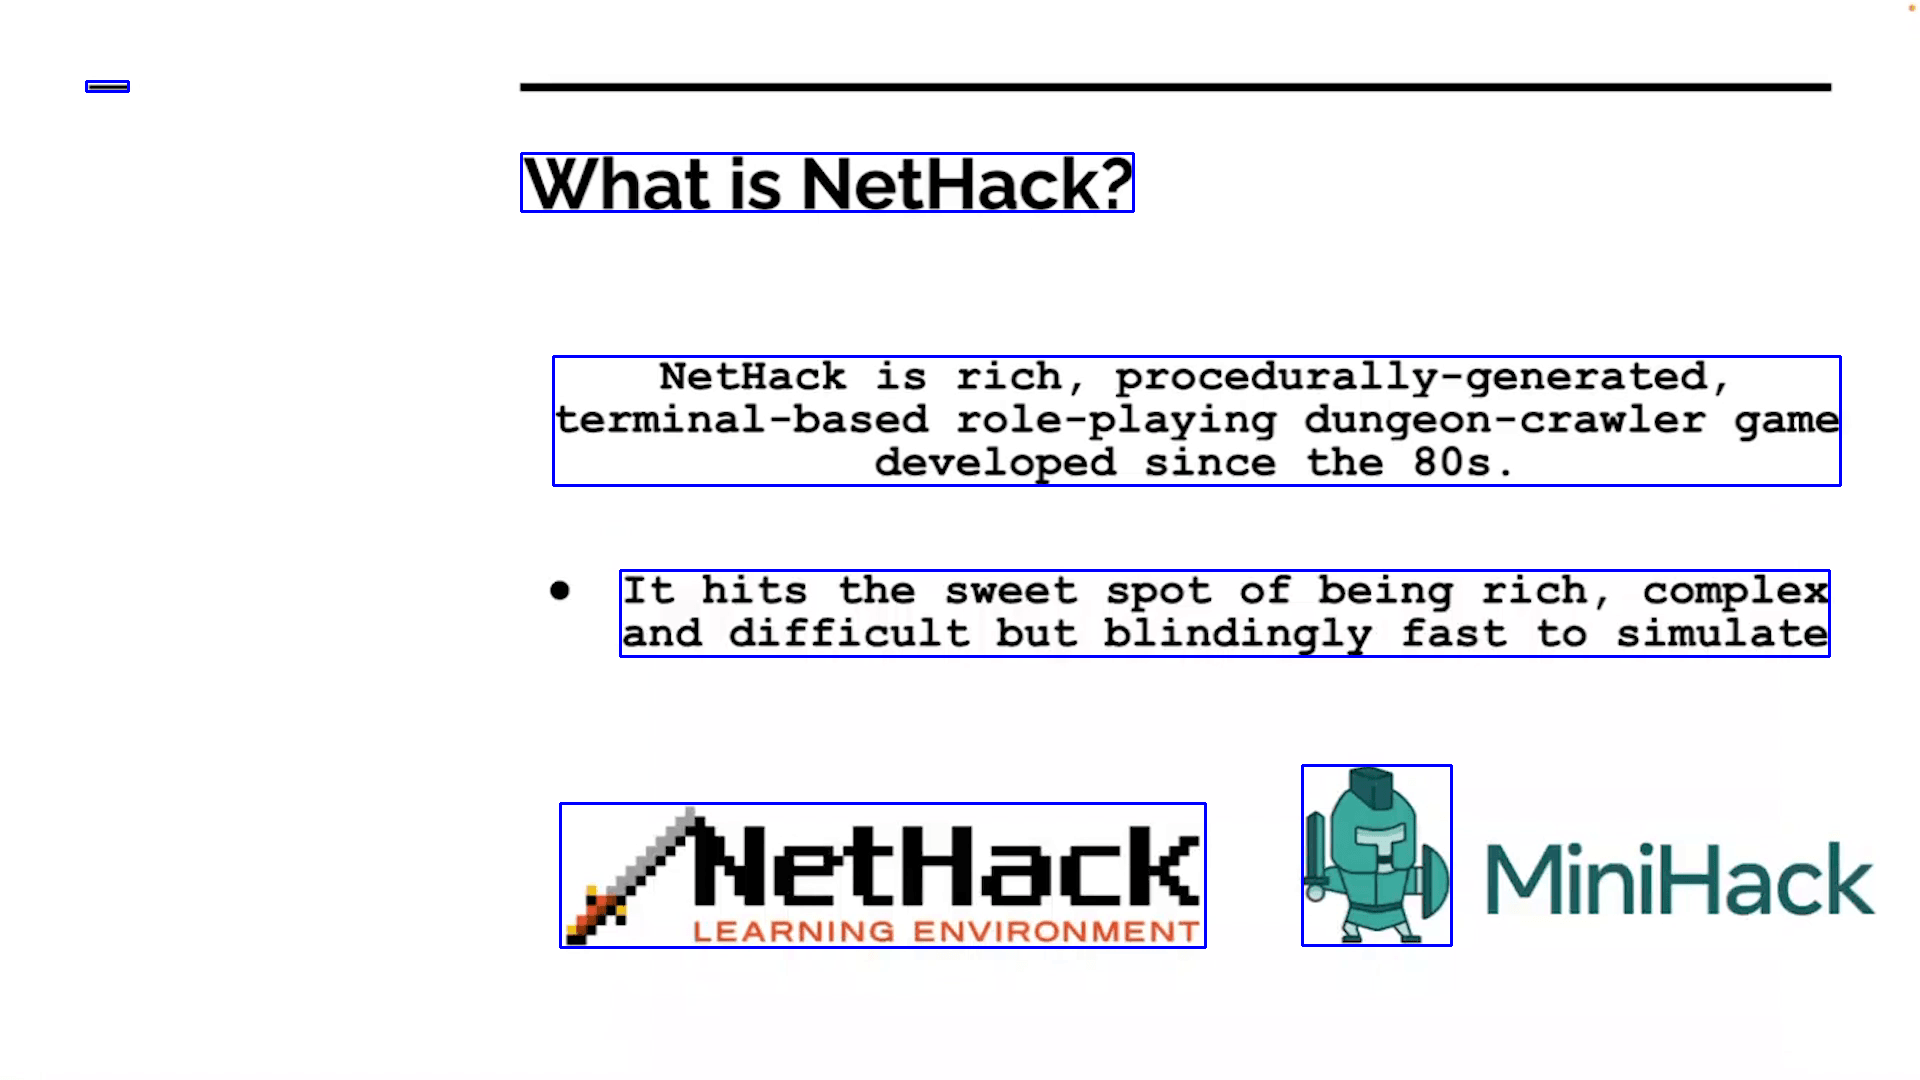 What is NetHack?
NetHack is rich, procedurally-generated,
terminal-based role-playing dungeon-crawler game
developed since the 80s.
● It hits the sweet spot of being rich, complex
and difficult but blindingly fast to simulate
NetHack
LEARNING ENVIRONMENT
MiniHack